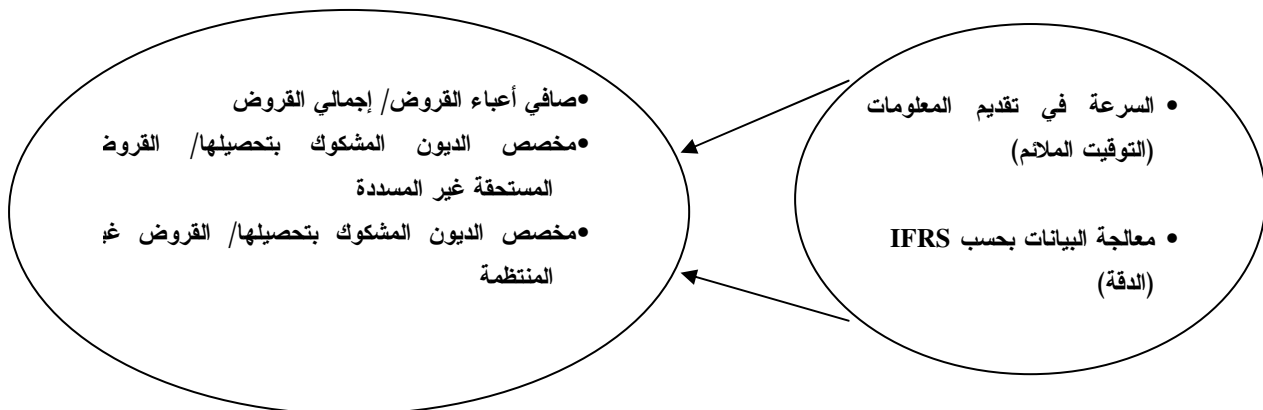 • السرعة في تقديم المعلومات
(التوقيت الملائم)
• معالجة البيانات بحسب IFRS
(الدقة)
•صافي أعباء القروض/ إجمالي القروض
•مخصص الديون المشكوك بتحصيلها/ القروض
المستحقة غير المسددة
•مخصص الديون المشكوك بتحصيلها/ القروض
المنتظمة